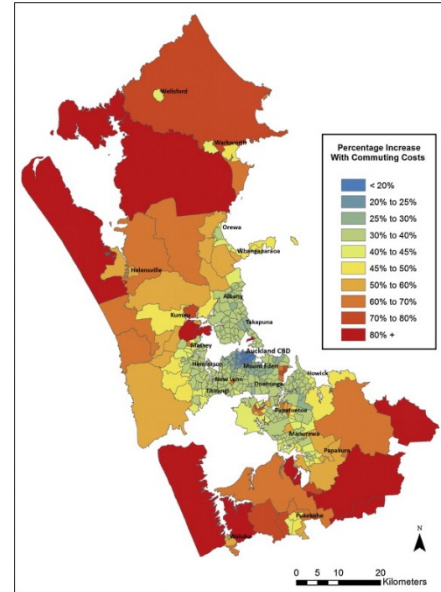 Wellsford
Warkworth
Percentage Increase
With Commuting Costs
< 20%
20% to 25%
25% to 30%
30% to 40%
40% to 45%
45% to 50%
50% to 60%
60% to 70%
70% to 80%
80% +
Orewa
Whangaparaoa
Helensville
Albany
Kumeu
Takapuna
Massey
Auckland CBD
Henderson
Mount Eden
Howick
New Lynn
Onehunga
Titirangi
Papatoetoe
Manurewa
Papakura
Pukekohe
Waiuku
N
0 5 10 20
Kilometers